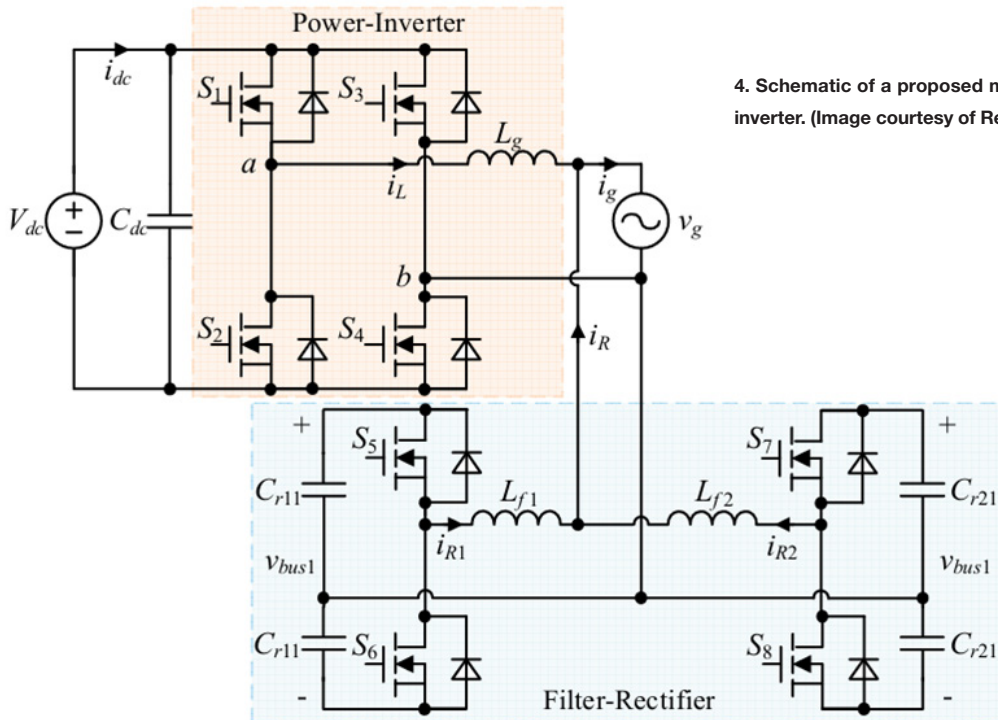 Power-Inverter
i_dc
S_1
S_3
4. Schematic of a proposed
inverter. (Image courtesy of
L_g
a
i_L
i_g
V_dc
+
−
C_dc
v_g
b
S_2
S_4
i_R
+
S_5
S_7
+
C_r11
L_f1
L_f2
C_r21
i_R1
i_R2
v_bus1
v_bus1
C_r11
S_6
S_8
C_r21
-
Filter-Rectifier
-